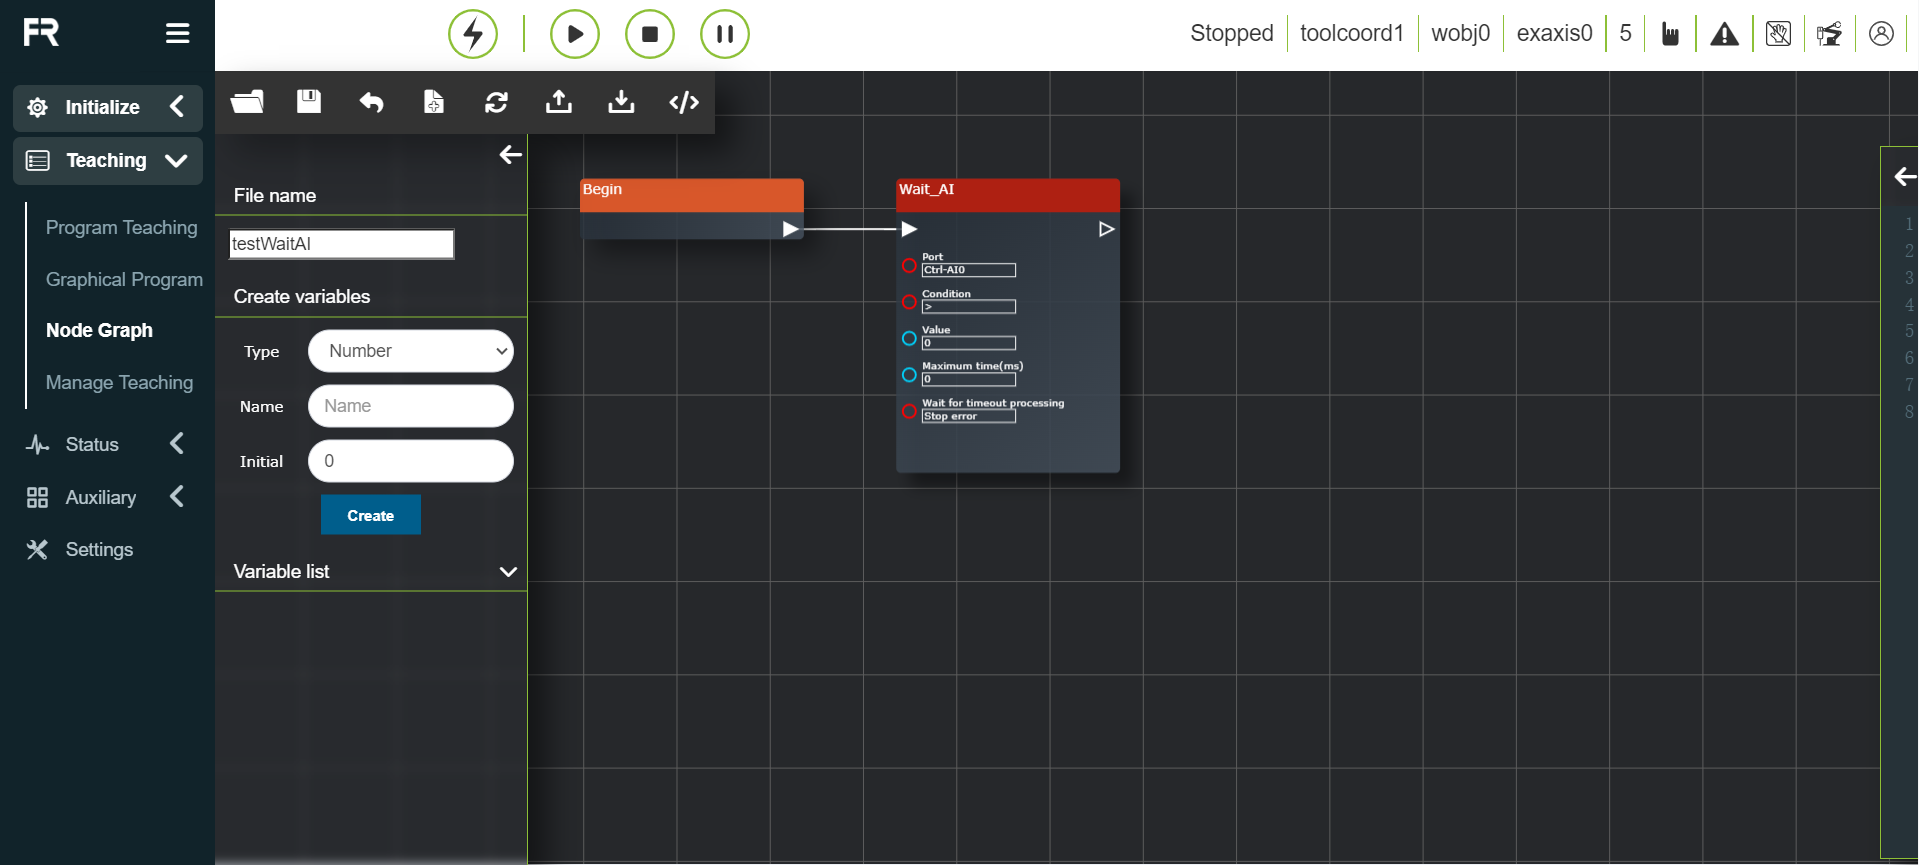 FR
Stopped
toolcoord1
wobj0
exaxis0
5
Initialize
Teaching
Program Teaching
Graphical Program
Node Graph
Manage Teaching
Status
Auxiliary
Settings
File name
testWaitAI
Create variables
Type
Number
Name
Name
Initial
0
Create
Variable list
Begin
Wait_AI
Port
Ctrl-AI0
Condition
>
Value
0
Maximum time(ms)
0
Wait for timeout processing
Stop error
1
2
3
4
5
6
7
8